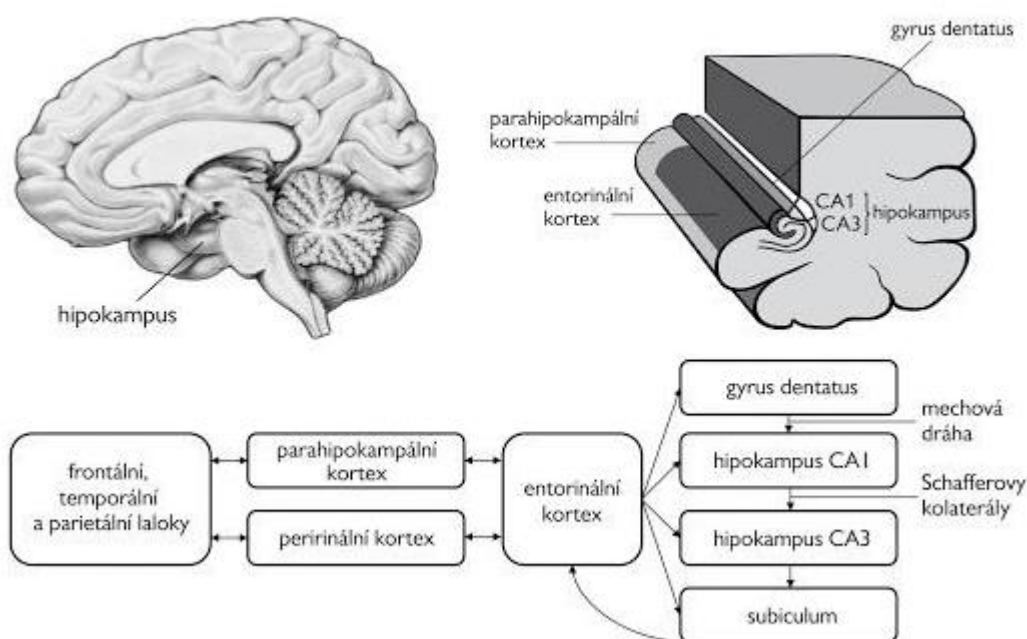 gyrus dentatus
parahipokampální
kortex
entorinální
kortex
CA1
CA3
hipokampus
hipokampus
gyrus dentatus
mechová
dráha
frontální,
temporální
a parietální laloky
parahipokampální
kortex
entorinální
kortex
hipokampus CA1
Schafferovy
kolaterály
peririnální kortex
hipokampus CA3
subiculum